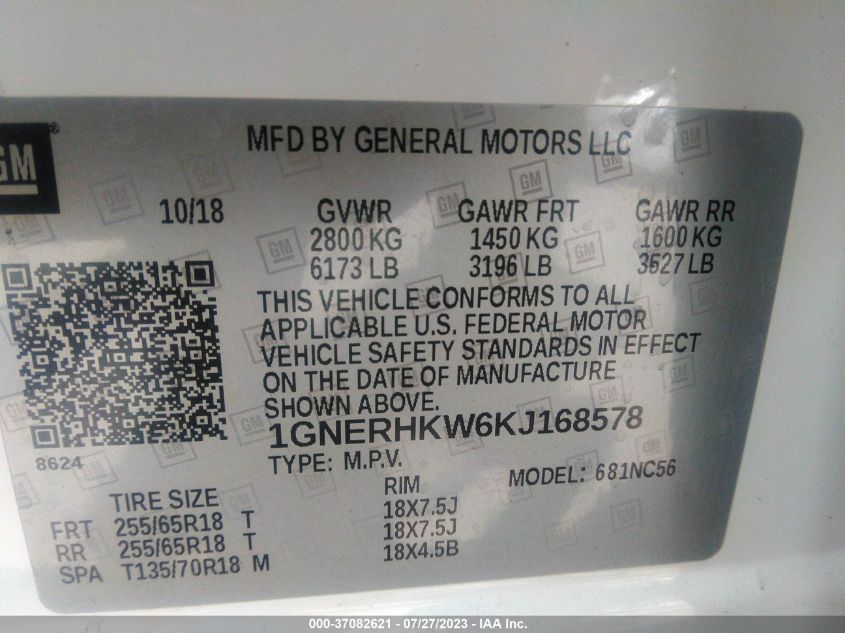 GM
MFD BY GENERAL MOTORS LLC
10/18 GVWR GAWR FRT GAWR RR
2800 KG 1450 KG 1600 KG
6173 LB 3196 LB 3527 LB
THIS VEHICLE CONFORMS TO ALL
APPLICABLE U.S. FEDERAL MOTOR
VEHICLE SAFETY STANDARDS IN EFFECT
ON THE DATE OF MANUFACTURE
SHOWN ABOVE.
1GNERHKW6KJ168578
8624
TYPE: M.P.V. MODEL: 681NC56
TIRE SIZE RIM
FRT 255/65R18 T 18X7.5J
RR 255/65R18 T 18X7.5J
SPA T135/70R18 M 18X4.5B
000-37082621 - 07/27/2023 - IAA Inc.